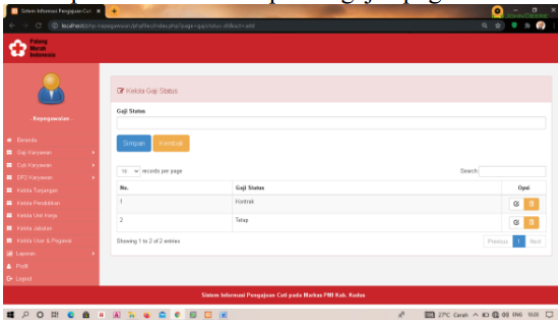 Sistem Informasi Pengajuan Cuti
Palang
Merah
Indonesia
- Kepegawaian -
Beranda
Gaji Karyawan
Cuti Karyawan
DP3 Karyawan
Kelola Tunjangan
Kelola Pendidikan
Kelola Unit Kerja
Kelola Jabatan
Kelola User & Pegawai
Laporan
Profil
Logout
Kelola Gaji Status
Gaji Status
Simpan Kembali
10 records per page Search:
No. Gaji Status Opsi
1 Kontrak
2 Tetap
Showing 1 to 2 of 2 entries Previous 1 Next
Sistem Informasi Pengajuan Cuti pada Markas PMI Kab. Kudus
27°C Cerah ENG